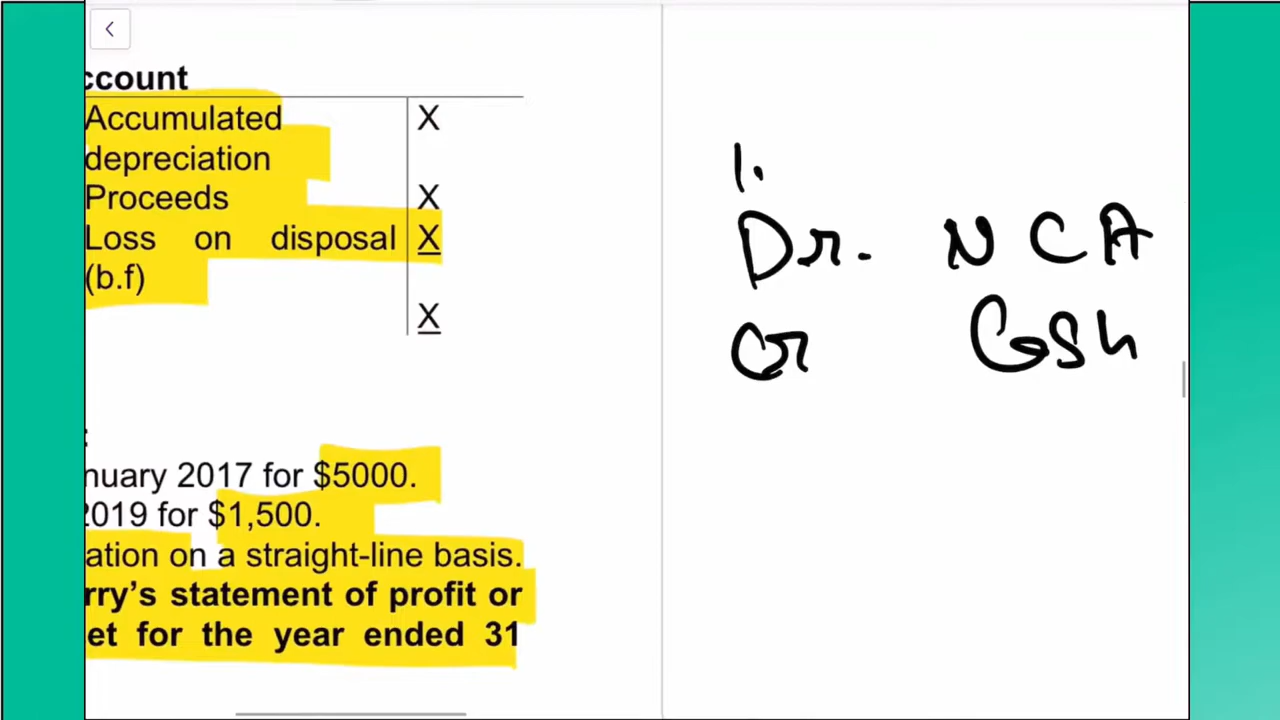 ccount
Accumulated X
depreciation
Proceeds X
Loss on disposal X
(b.f)
X
:
nuary 2017 for $5000.
2019 for $1,500.
ation on a straight-line basis.
rry’s statement of profit or
et for the year ended 31
1.
Dr. NCA
Cr Cash